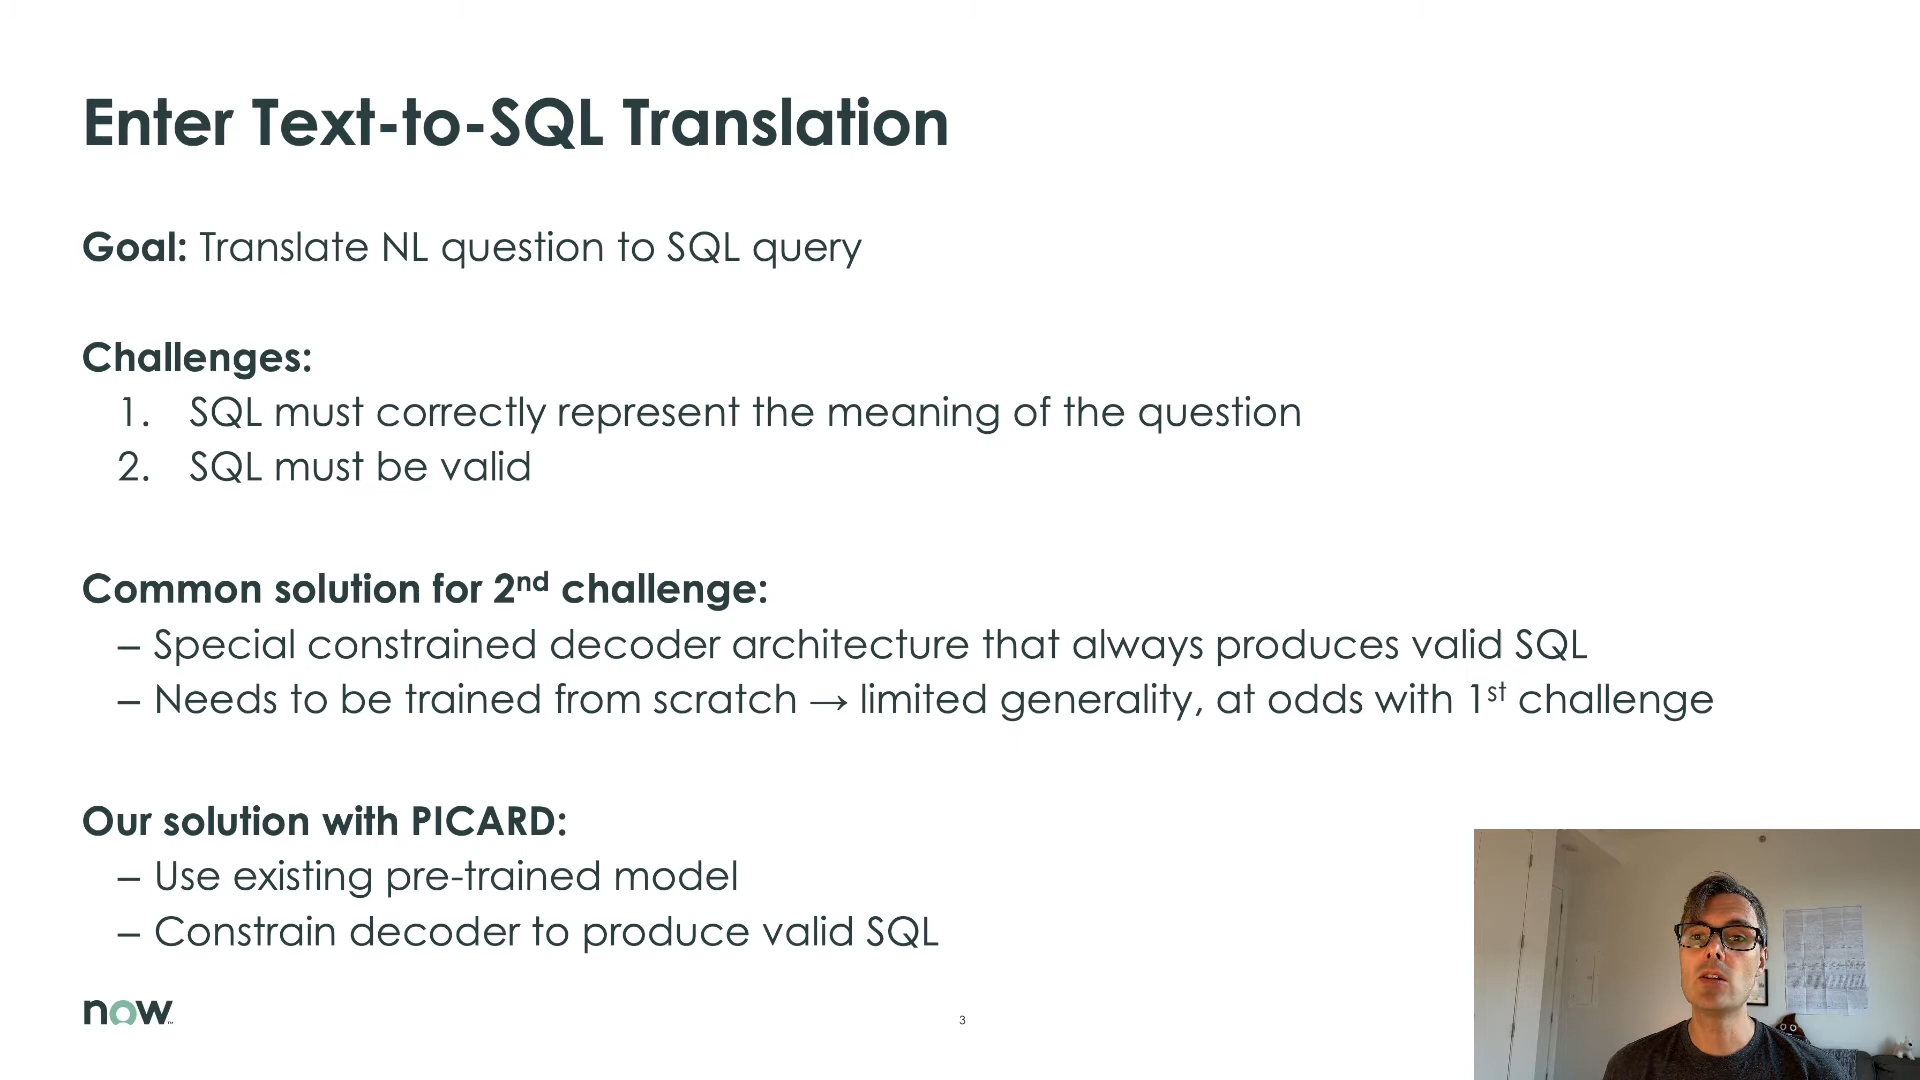 Enter Text-to-SQL Translation
Goal: Translate NL question to SQL query
Challenges:
1. SQL must correctly represent the meaning of the question
2. SQL must be valid
Common solution for 2nd challenge:
– Special constrained decoder architecture that always produces valid SQL
– Needs to be trained from scratch → limited generality, at odds with 1st challenge
Our solution with PICARD:
– Use existing pre-trained model
– Constrain decoder to produce valid SQL
now
3